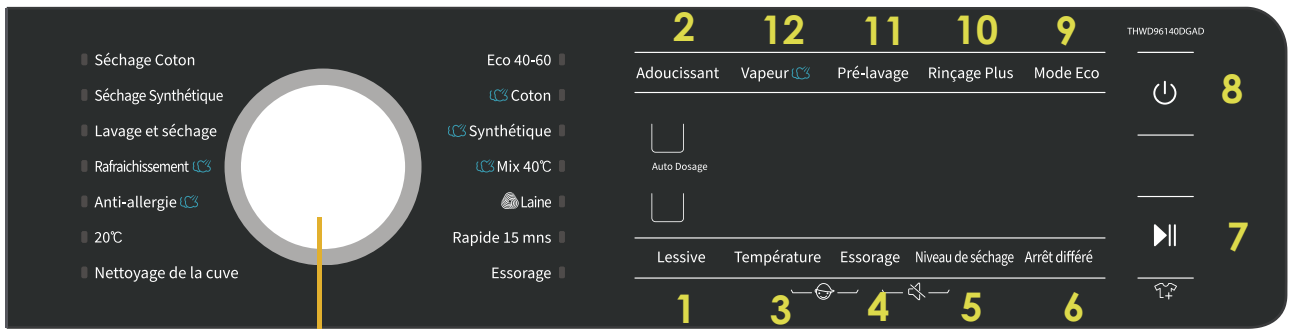 2 12 11 10 9 THWD96140DGAD
Séchage Coton Eco 40-60 Adoucissant Vapeur Pré-lavage Rinçage Plus Mode Eco
8
Séchage Synthétique Coton
Lavage et séchage Synthétique
Rafraichissement Mix 40℃ Auto Dosage
Anti-allergie Laine
20℃ Rapide 15 mns 7
Lessive Température Essorage Niveau de séchage Arrêt différé
Nettoyage de la cuve Essorage
1 3 4 5 6